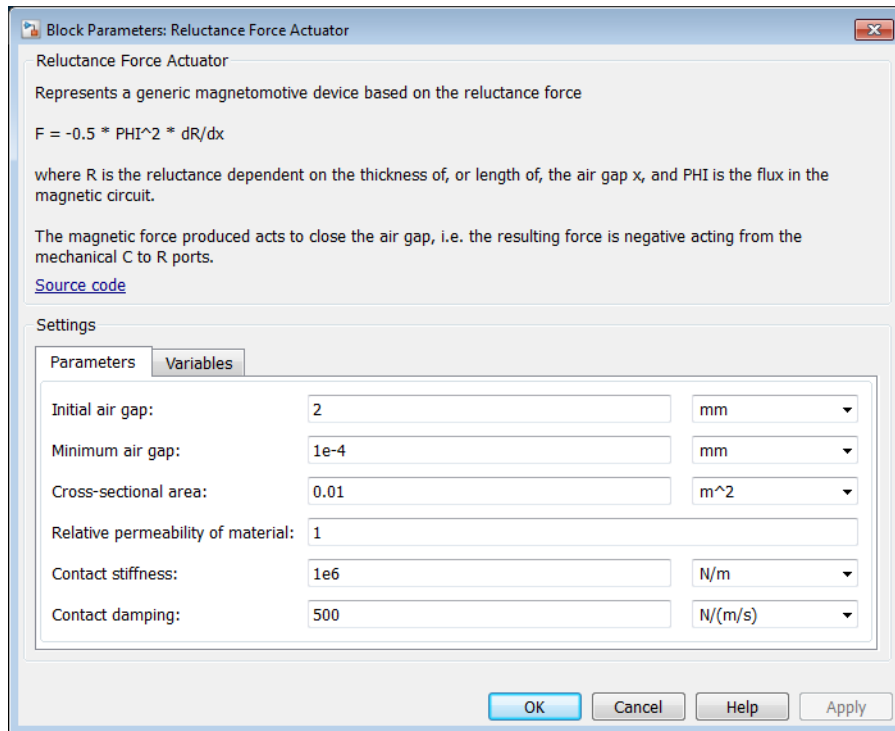 Block Parameters: Reluctance Force Actuator
Reluctance Force Actuator
Represents a generic magnetomotive device based on the reluctance force
F = -0.5 * PHI^2 * dR/dx
where R is the reluctance dependent on the thickness of, or length of, the air gap x, and PHI is the flux in the
magnetic circuit.
The magnetic force produced acts to close the air gap, i.e. the resulting force is negative acting from the
mechanical C to R ports.
Source code
Settings
Parameters Variables
Initial air gap: 2 mm
Minimum air gap: 1e-4 mm
Cross-sectional area: 0.01 m^2
Relative permeability of material: 1
Contact stiffness: 1e6 N/m
Contact damping: 500 N/(m/s)
OK Cancel Help Apply